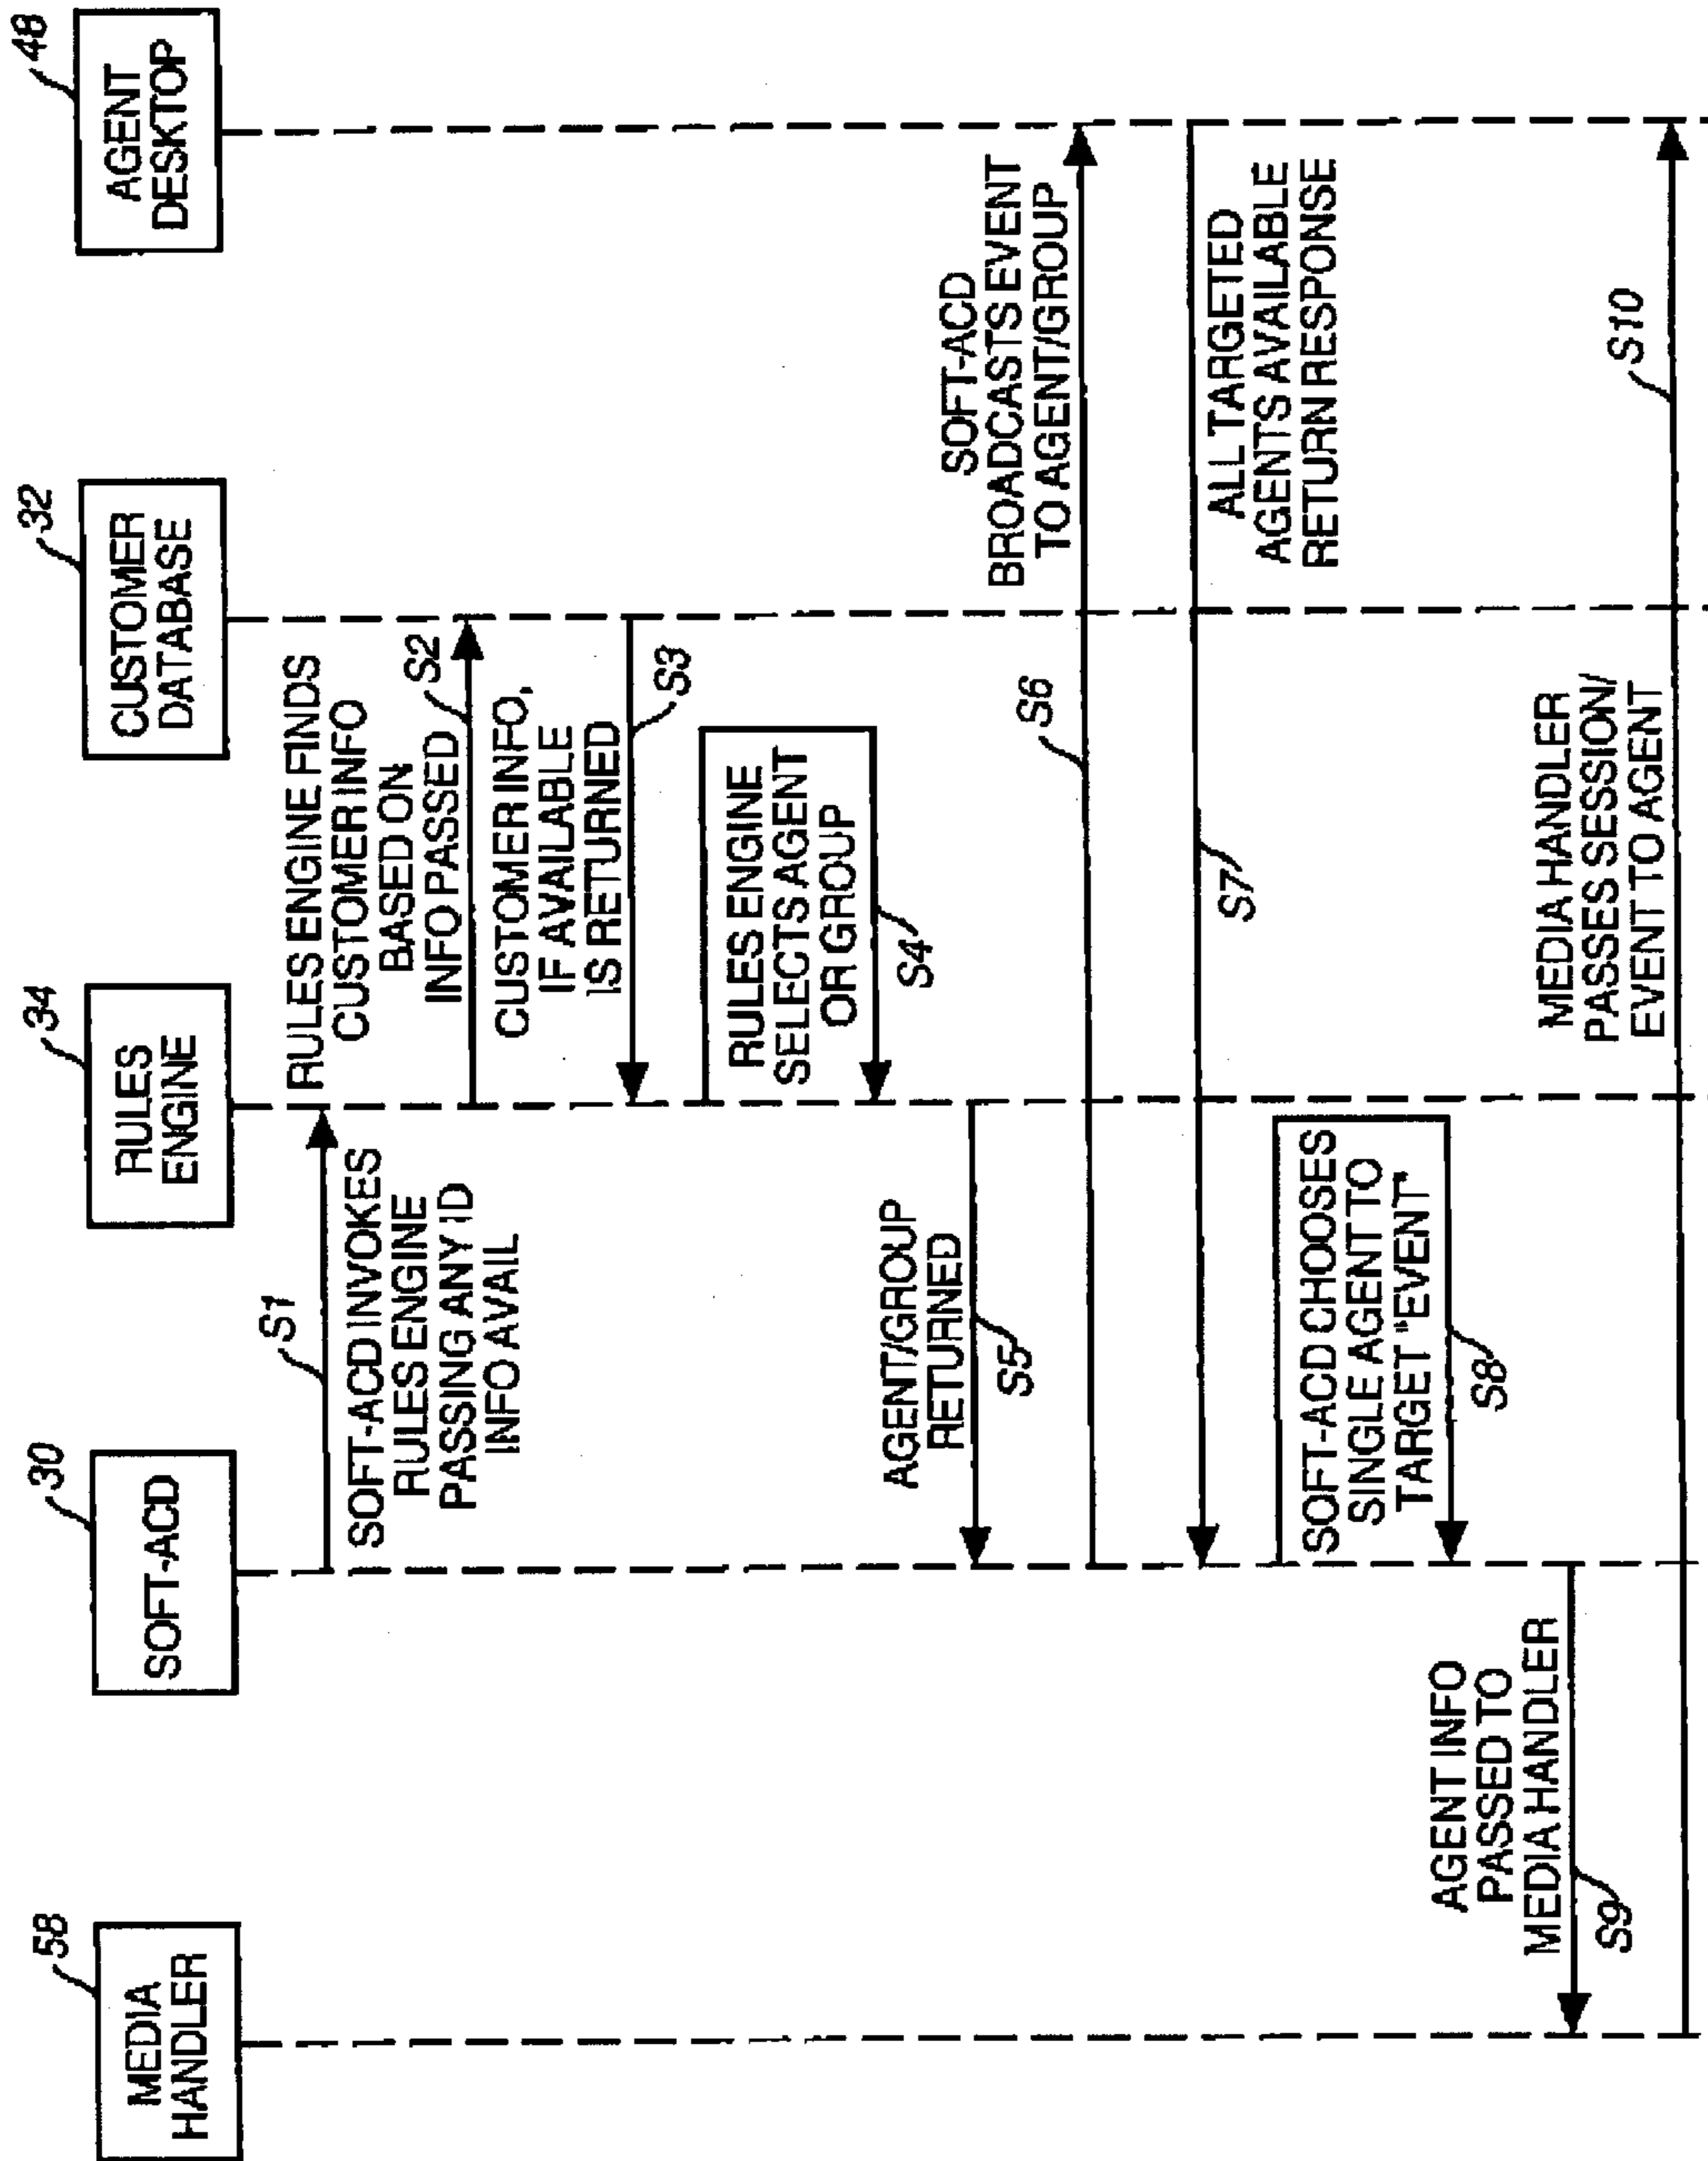 58
MEDIA
HANDLER
30
SOFT-ACD
34
RULES
ENGINE
32
CUSTOMER
DATABASE
48
AGENT
DESKTOP
S1
SOFT-ACD INVOKES
RULES ENGINE
PASSING ANY ID
INFO AVAIL
RULES ENGINE FINDS
CUSTOMER INFO
BASED ON
INFO PASSED
S2
CUSTOMER INFO,
IF AVAILABLE
IS RETURNED
S3
RULES ENGINE
SELECTS AGENT
OR GROUP
S4
AGENT/GROUP
RETURNED
S5
SOFT-ACD
BROADCASTS EVENT
TO AGENT/GROUP
S6
S7
ALL TARGETED
AGENTS AVAILABLE
RETURN RESPONSE
SOFT-ACD CHOOSES
SINGLE AGENT TO
TARGET "EVENT"
S8
AGENT INFO
PASSED TO
MEDIA HANDLER
S9
MEDIA HANDLER
PASSES SESSION/
EVENT TO AGENT
S10